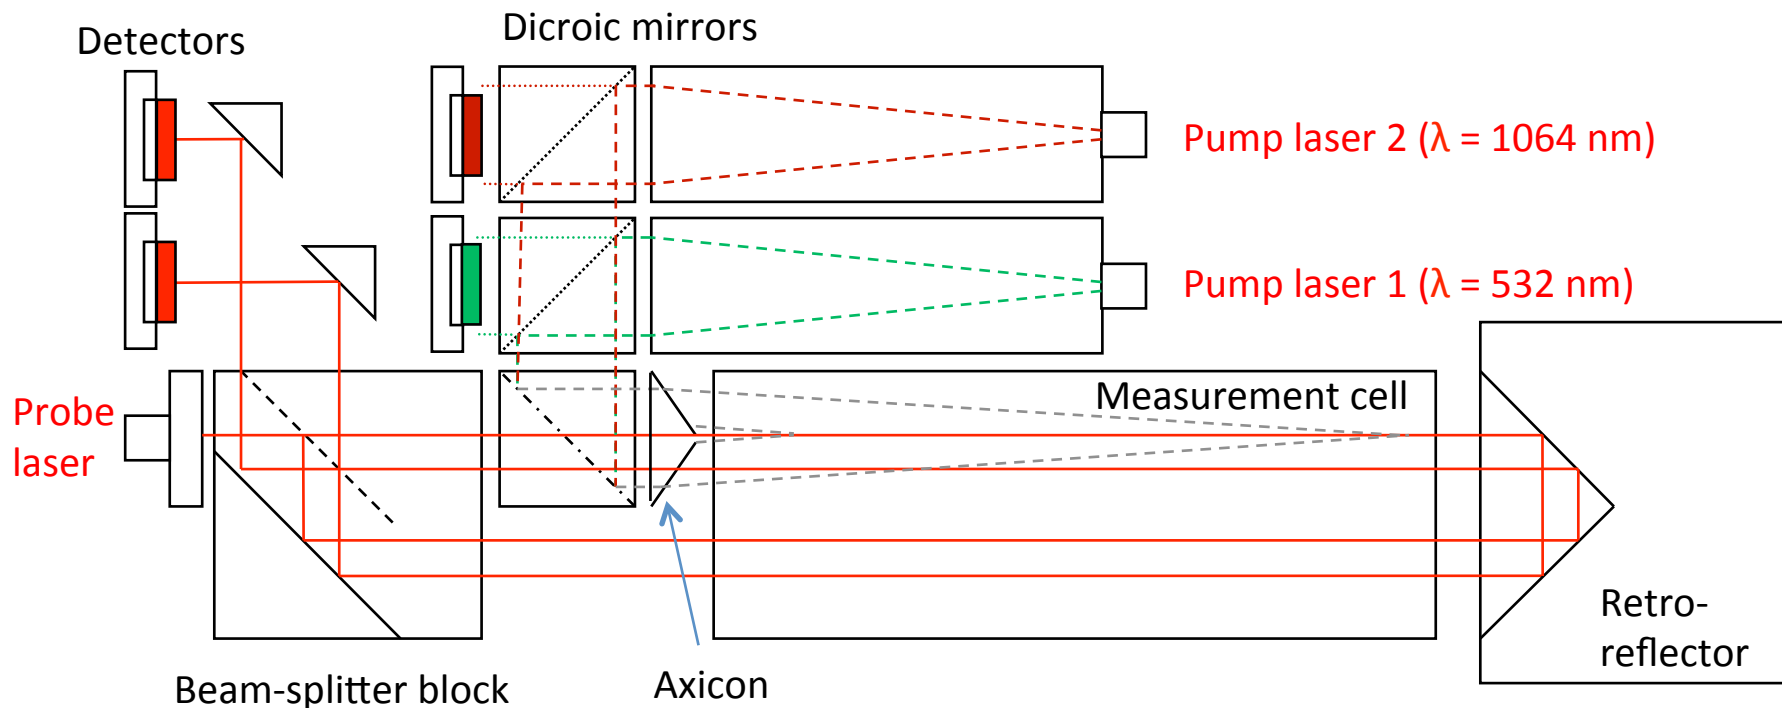 Detectors
Dicroic mirrors
Pump laser 2 (λ = 1064 nm)
Pump laser 1 (λ = 532 nm)
Probe
laser
Measurement cell
Beam-splitter block
Axicon
Retro-
reflector